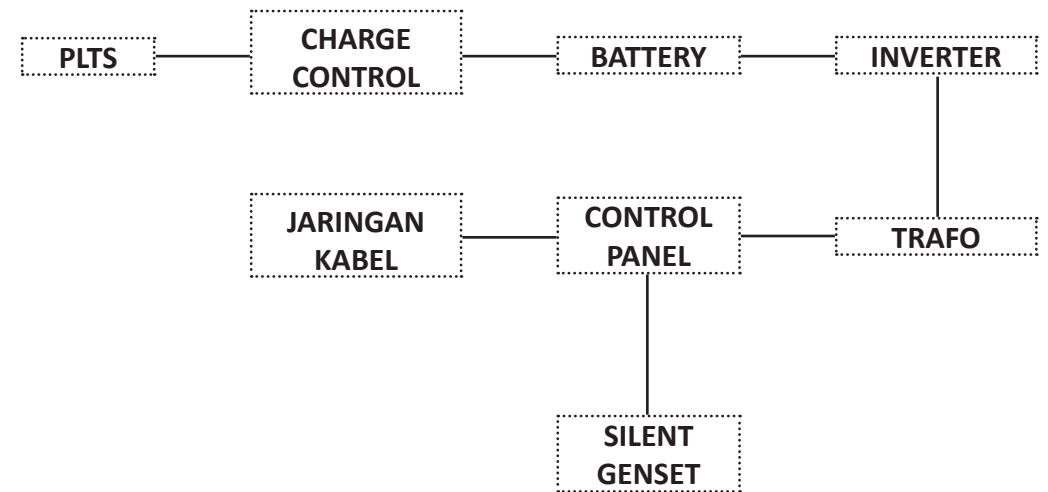 PLTS
CHARGE
CONTROL
BATTERY
INVERTER
JARINGAN
KABEL
CONTROL
PANEL
TRAFO
SILENT
GENSET